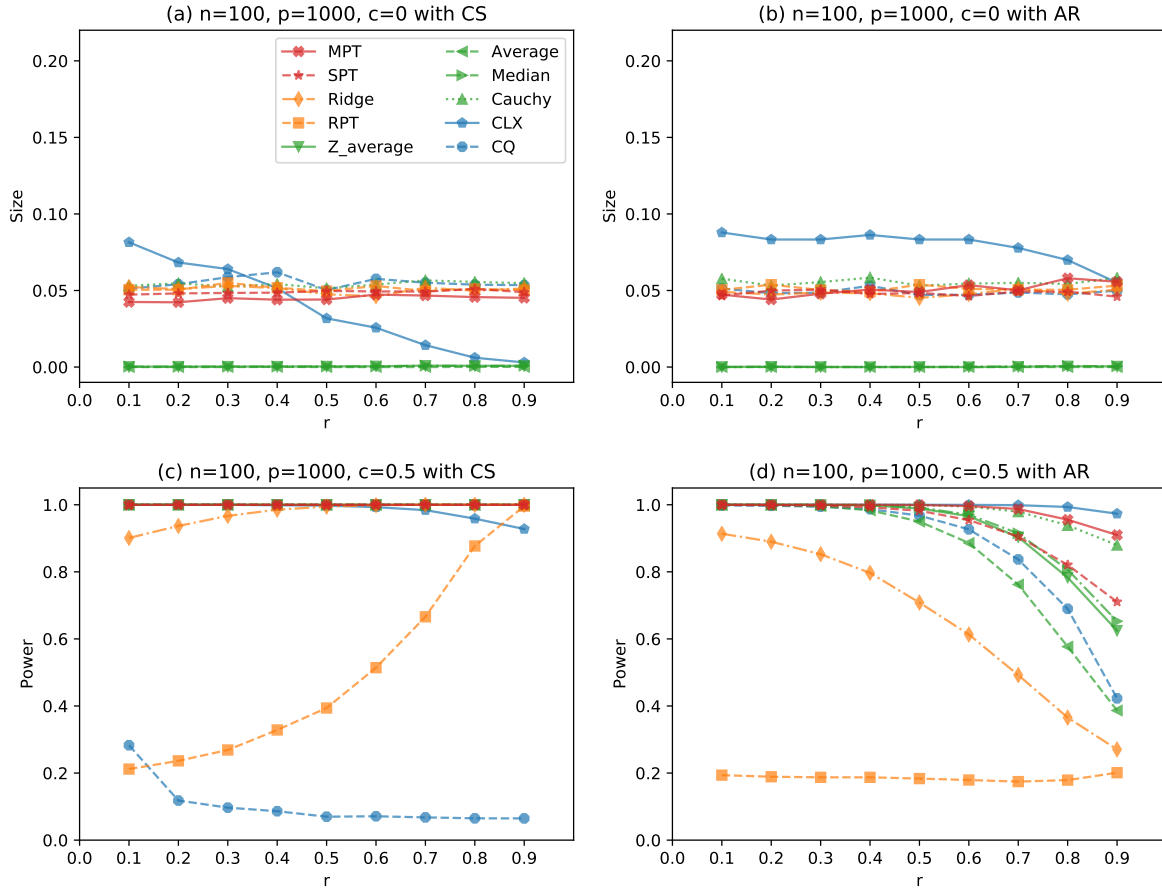 (a) n=100, p=1000, c=0 with CS
Size
0.20
0.15
0.10
0.05
0.00
0.0 0.1 0.2 0.3 0.4 0.5 0.6 0.7 0.8 0.9
r
MPT
SPT
Ridge
RPT
Z_average
Average
Median
Cauchy
CLX
CQ
(b) n=100, p=1000, c=0 with AR
Size
0.20
0.15
0.10
0.05
0.00
0.0 0.1 0.2 0.3 0.4 0.5 0.6 0.7 0.8 0.9
r
(c) n=100, p=1000, c=0.5 with CS
Power
1.0
0.8
0.6
0.4
0.2
0.0
0.0 0.1 0.2 0.3 0.4 0.5 0.6 0.7 0.8 0.9
r
(d) n=100, p=1000, c=0.5 with AR
Power
1.0
0.8
0.6
0.4
0.2
0.0
0.0 0.1 0.2 0.3 0.4 0.5 0.6 0.7 0.8 0.9
r